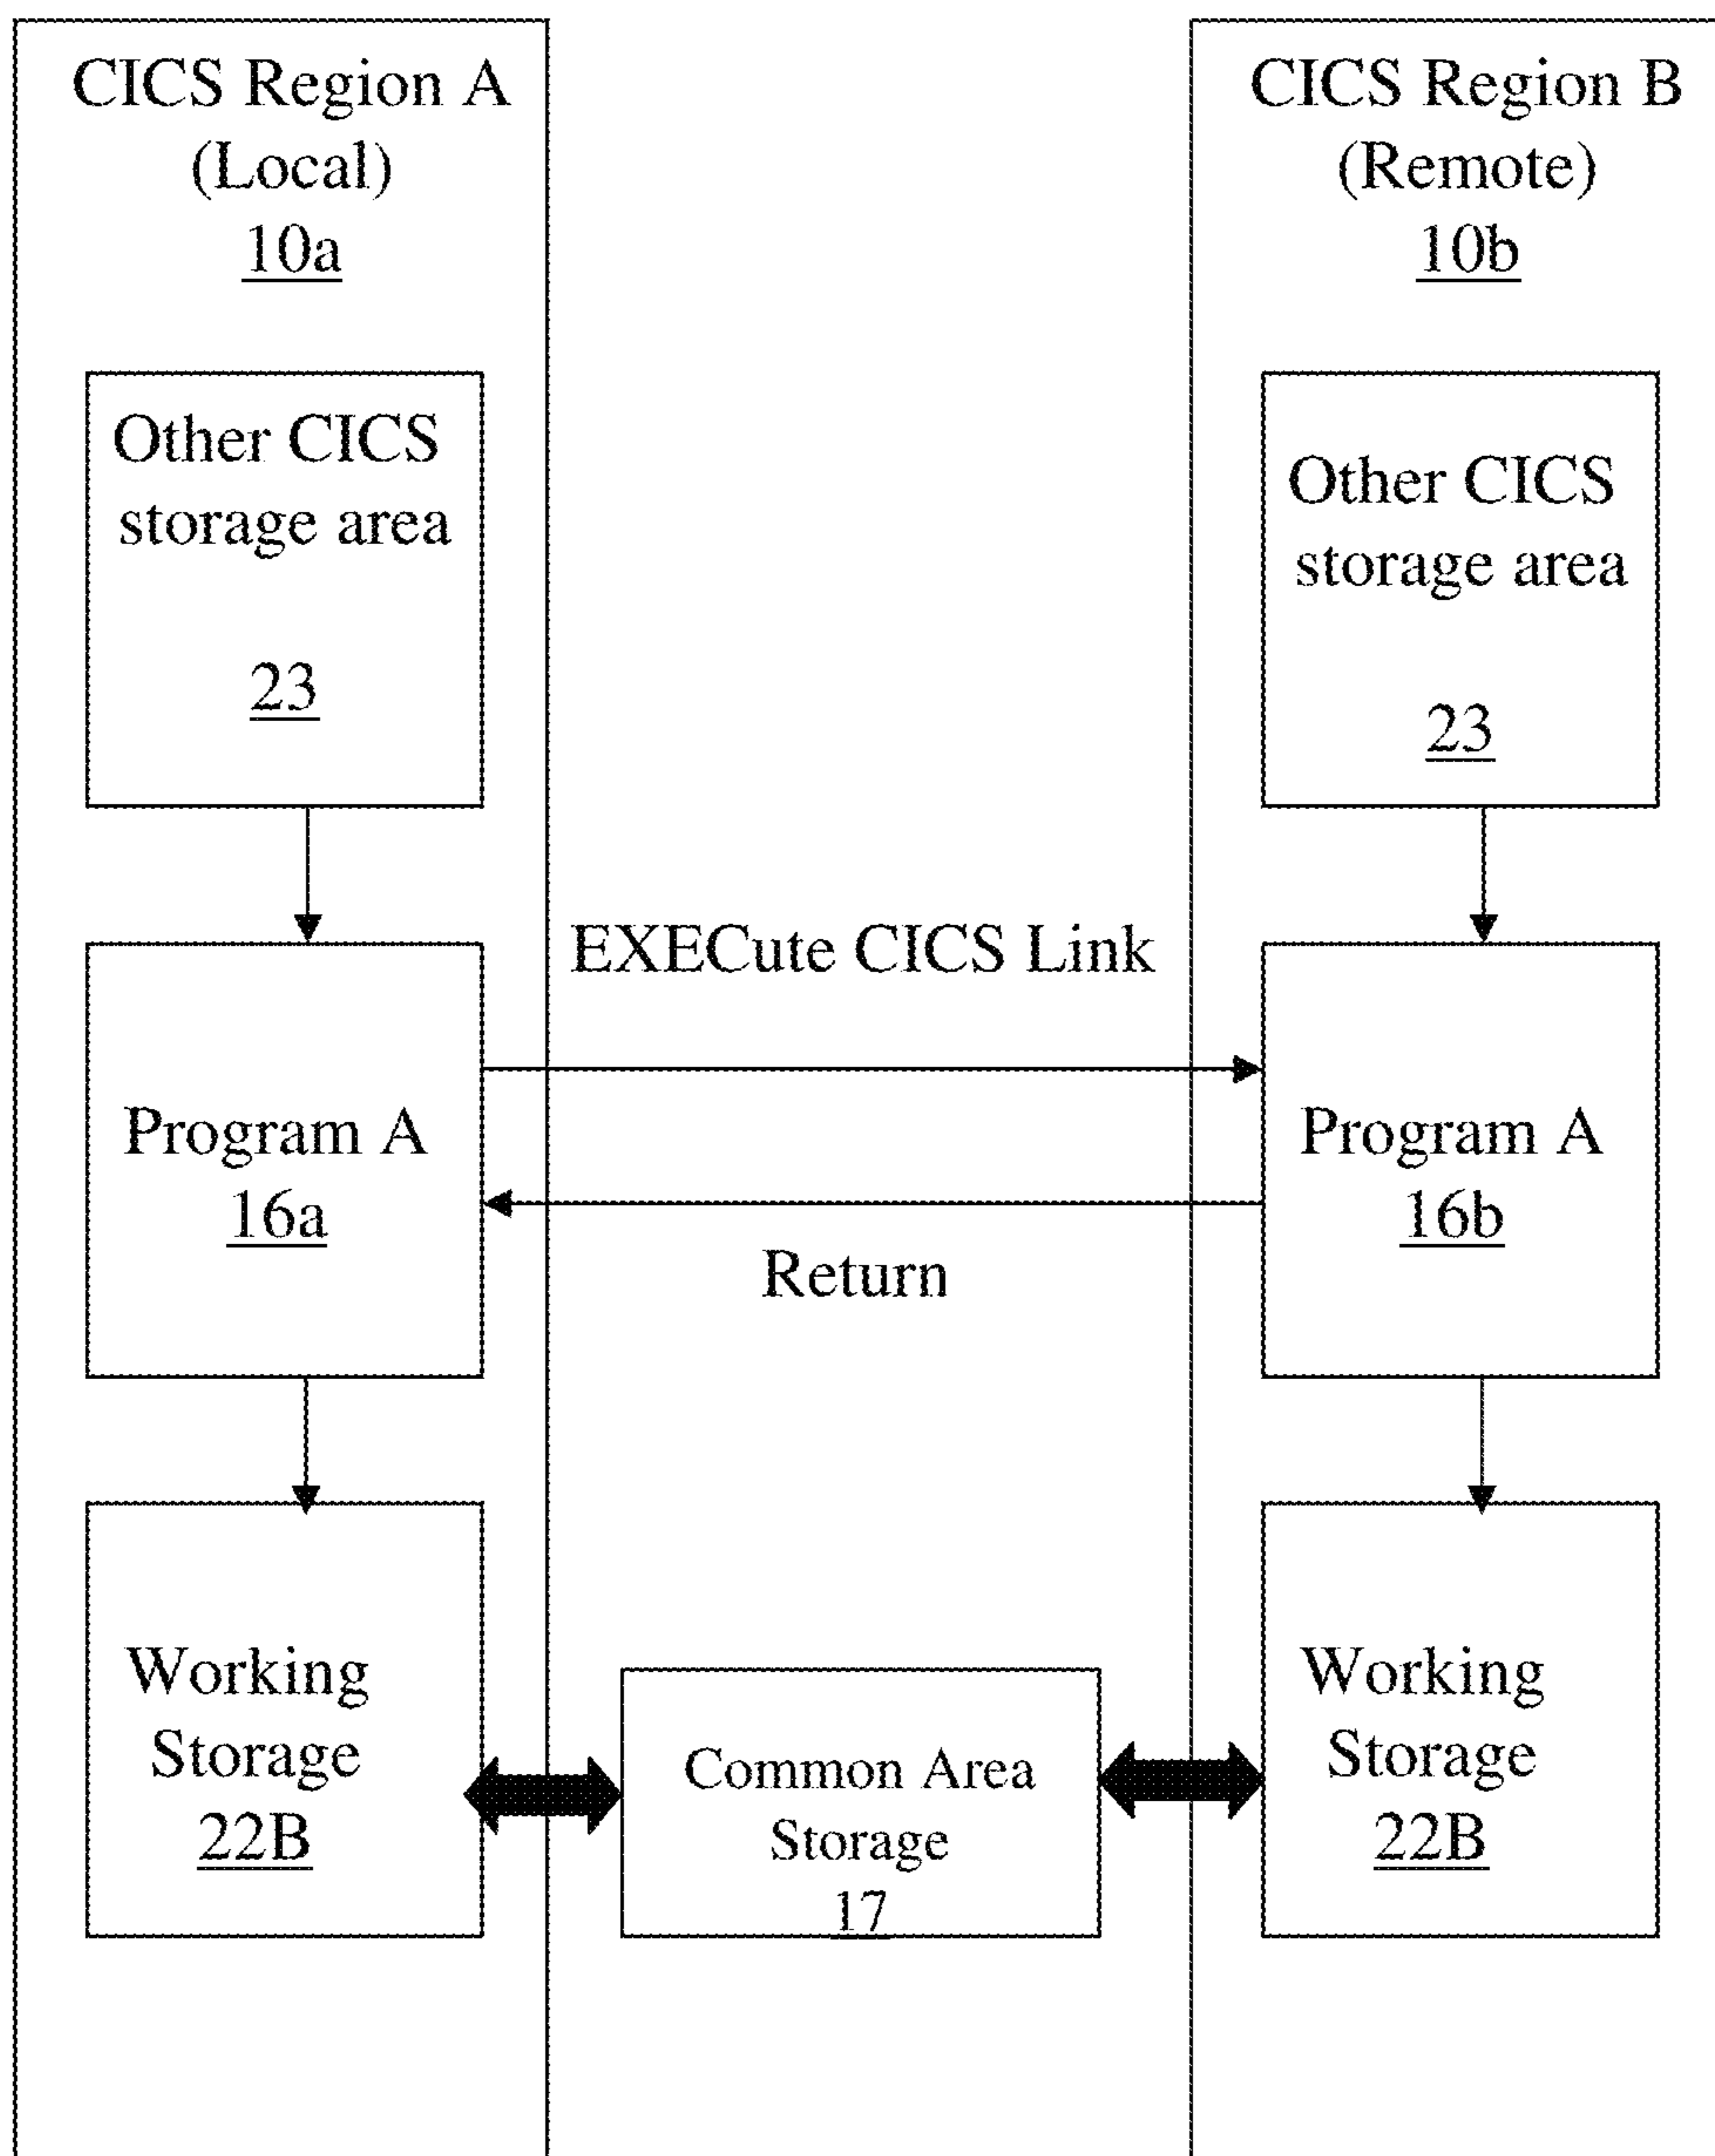 CICS Region A
(Local)
10a
CICS Region B
(Remote)
10b
Other CICS
storage area
23
Other CICS
storage area
23
EXECute CICS Link
Program A
16a
Program A
16b
Return
Working
Storage
22B
Common Area
Storage
17
Working
Storage
22B